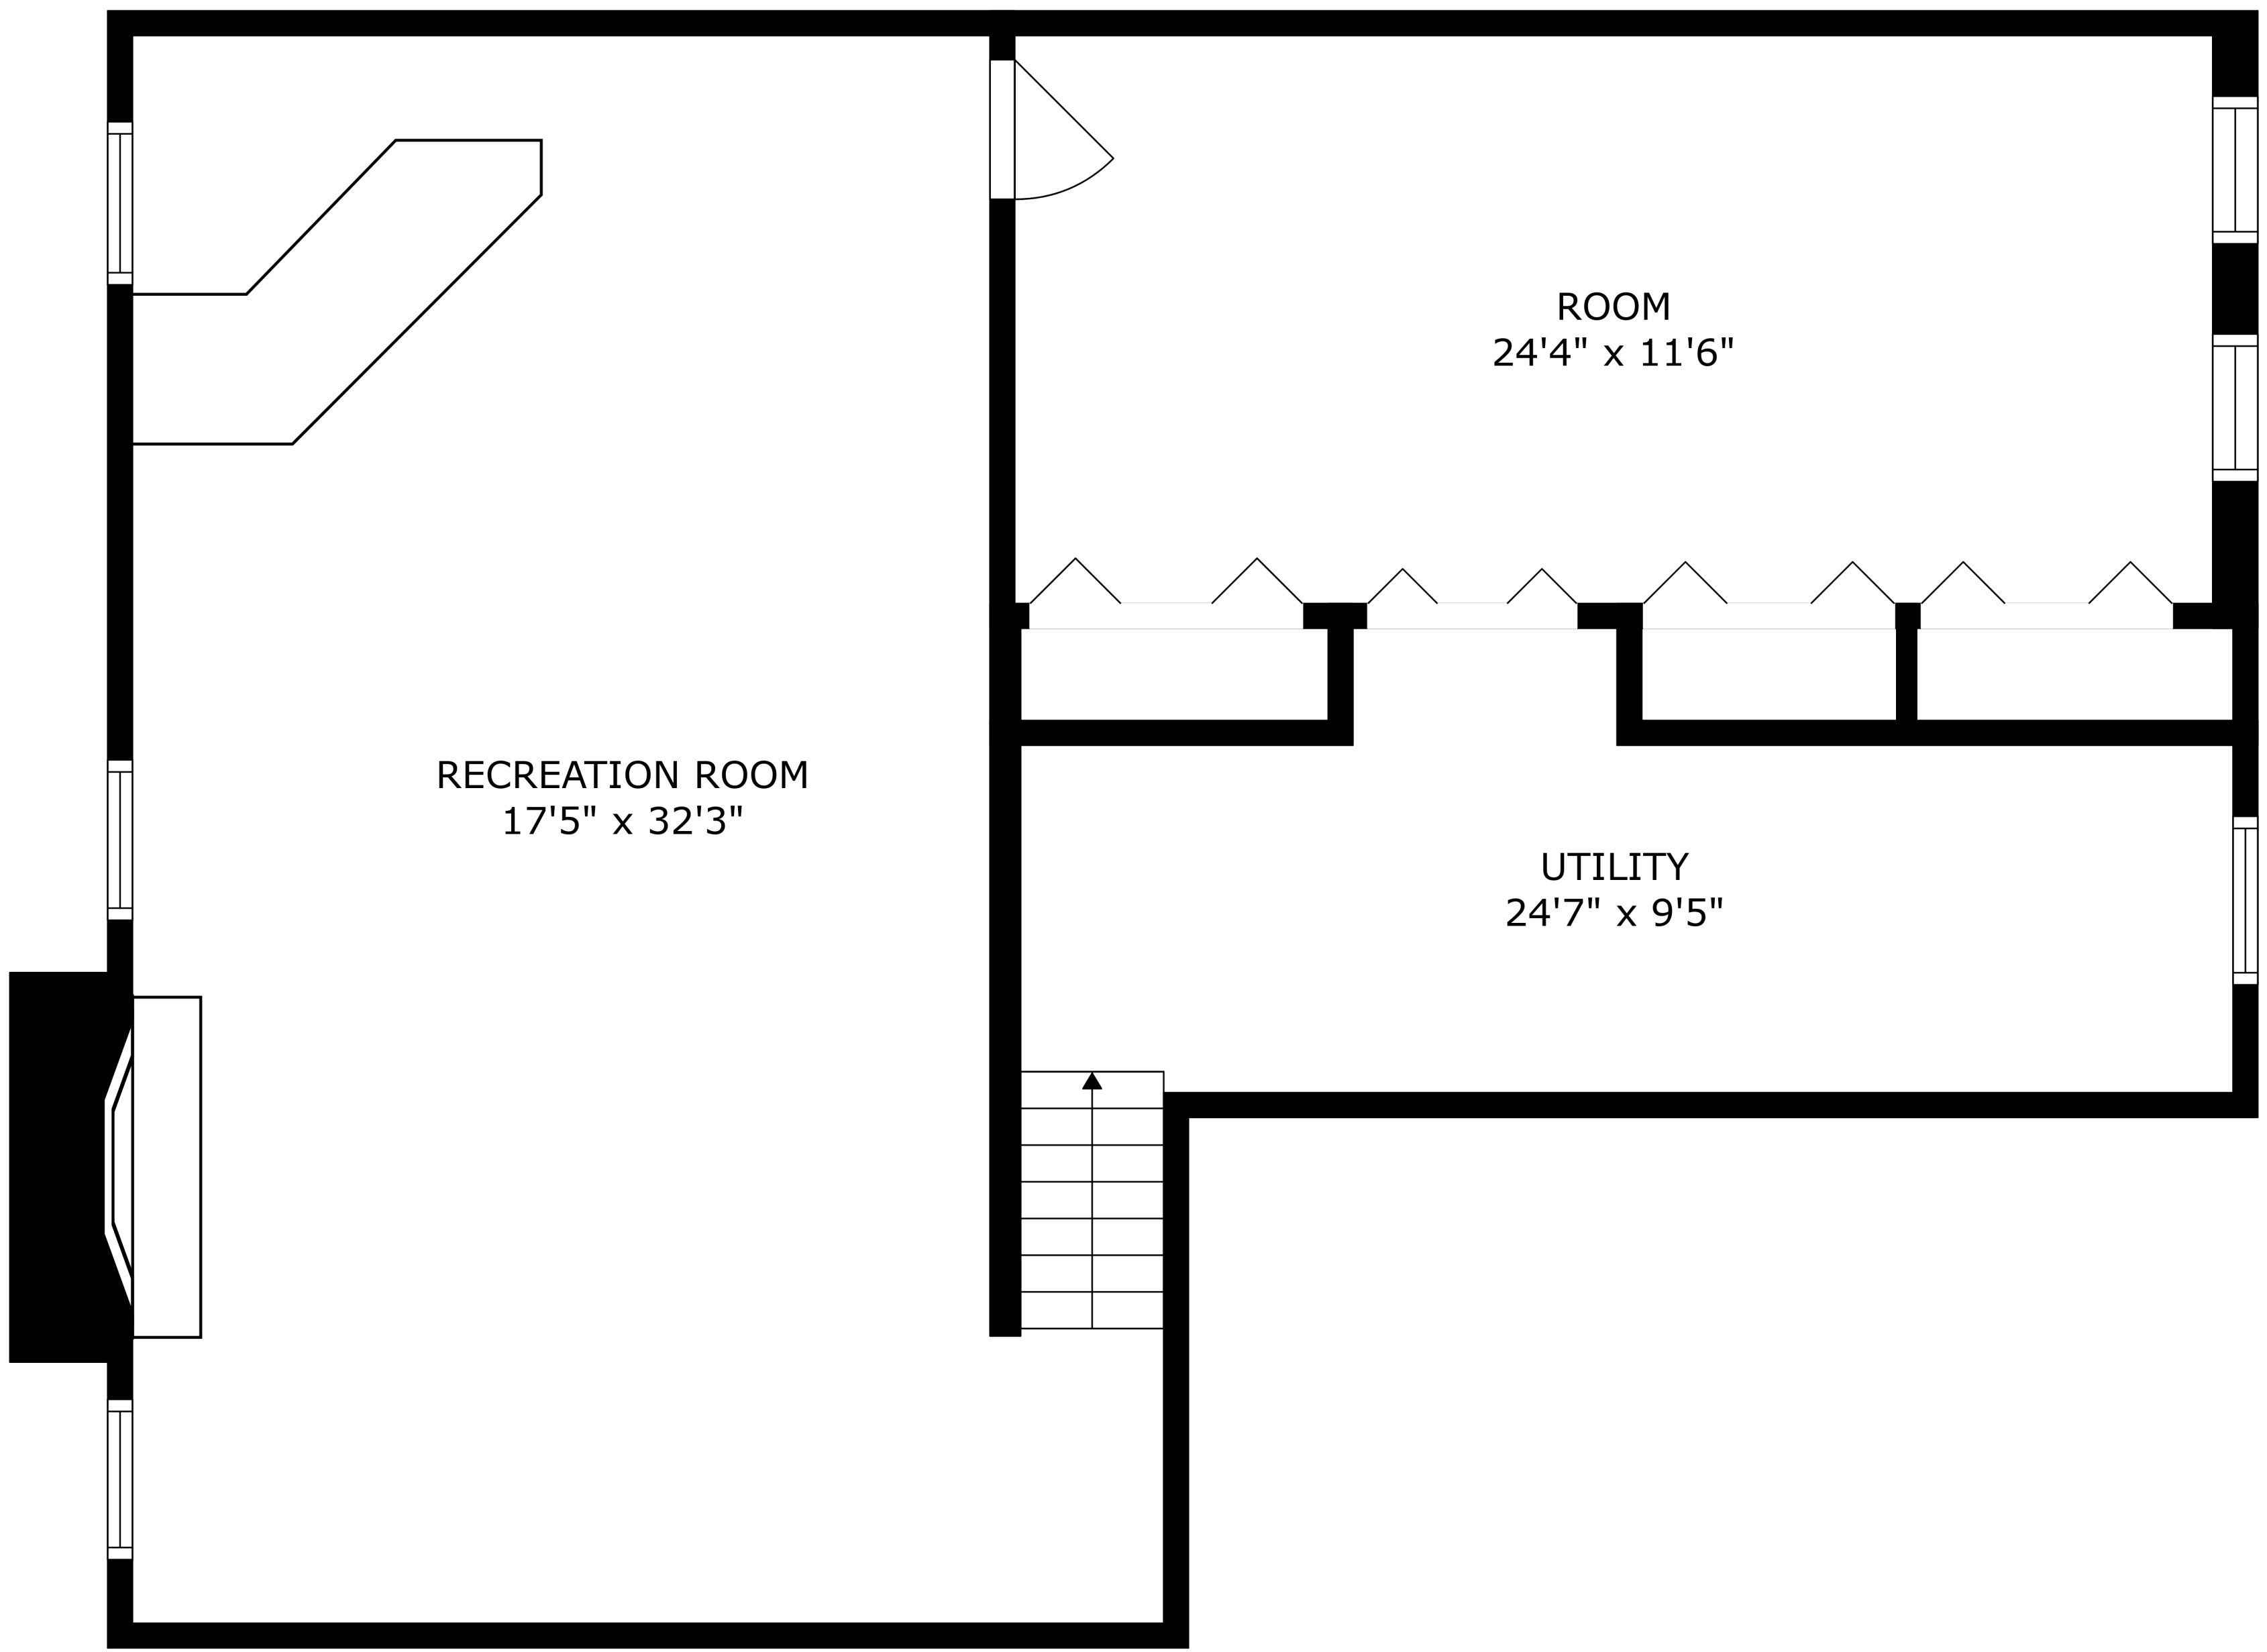 ROOM
24'4" x 11'6"
RECREATION ROOM
17'5" x 32'3"
UTILITY
24'7" x 9'5"